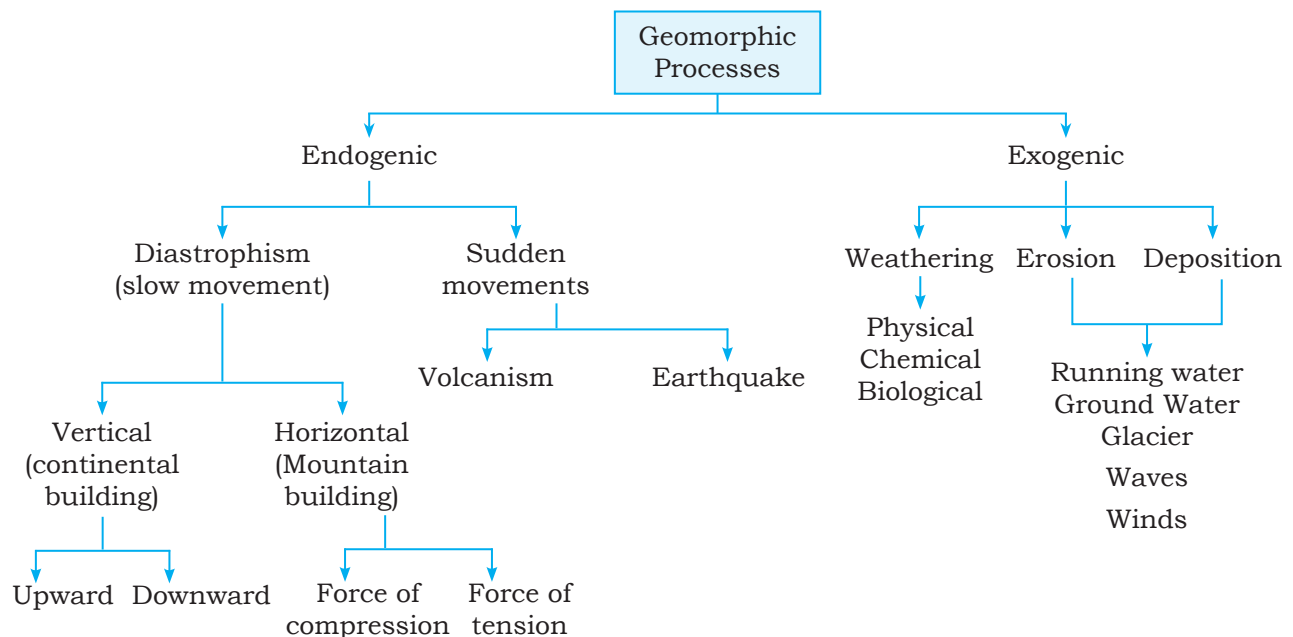 Geomorphic
Processes
Endogenic
Exogenic
Diastrophism
(slow movement)
Sudden
movements
Weathering
Erosion
Deposition
Volcanism
Earthquake
Physical
Chemical
Biological
Running water
Ground Water
Glacier
Waves
Winds
Vertical
(continental
building)
Horizontal
(Mountain
building)
Upward
Downward
Force of
compression
Force of
tension